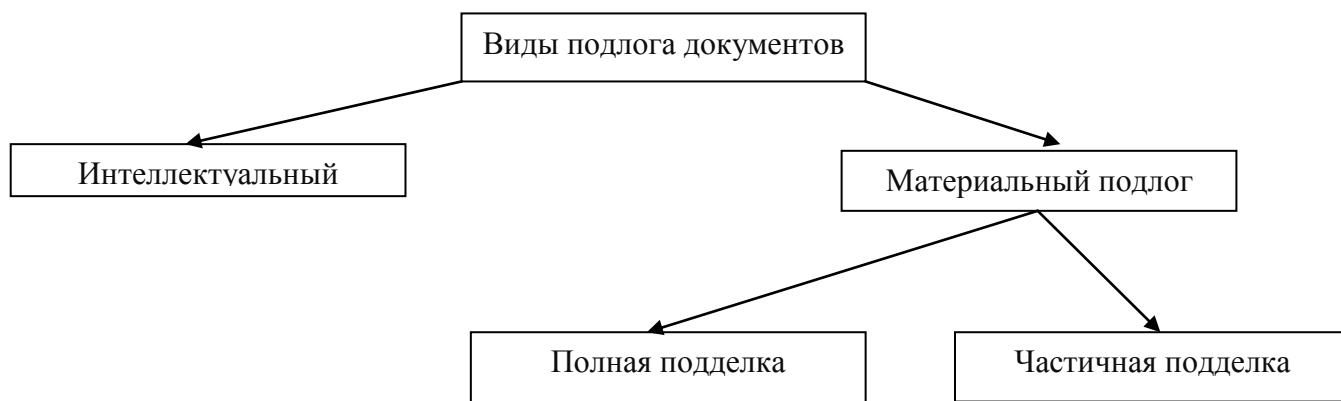 Виды подлога документов
Интеллектуальный
Материальный подлог
Полная подделка
Частичная подделка